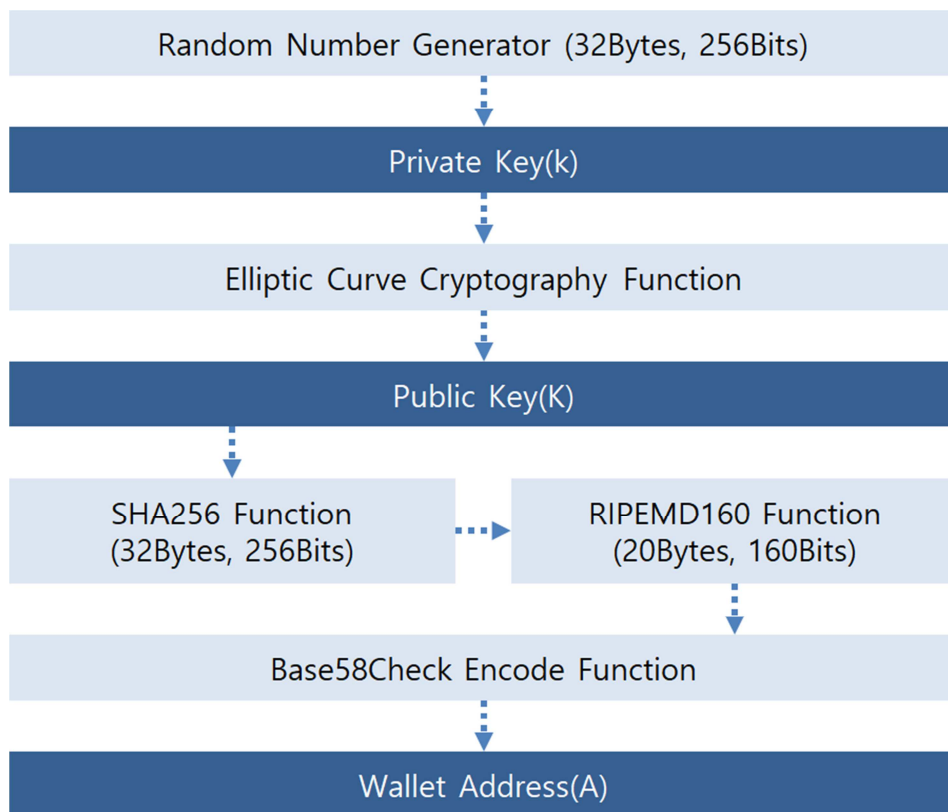 Random Number Generator (32Bytes, 256Bits)
Private Key(k)
Elliptic Curve Cryptography Function
Public Key(K)
SHA256 Function
(32Bytes, 256Bits)
RIPEMD160 Function
(20Bytes, 160Bits)
Base58Check Encode Function
Wallet Address(A)